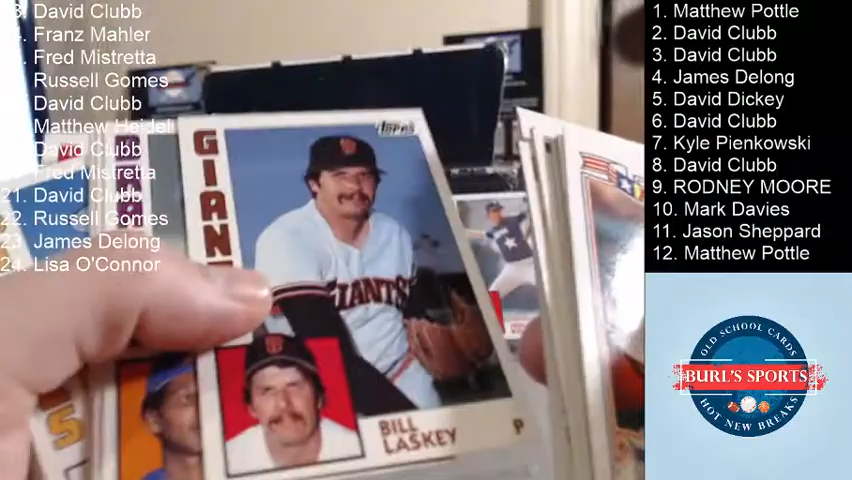 David Clubb
Franz Mahler
Fred Mistretta
Russell Gomes
David Clubb
Matthew Heidel
David Clubb
Fred Mistretta
21. David Clubb
22. Russell Gomes
23. James Delong
24. Lisa O'Connor
1. Matthew Pottle
2. David Clubb
3. David Clubb
4. James Delong
5. David Dickey
6. David Clubb
7. Kyle Pienkowski
8. David Clubb
9. RODNEY MOORE
10. Mark Davies
11. Jason Sheppard
12. Matthew Pottle
Topps
GIAN
GIANTS
BILL
LASKEY
P
OLD SCHOOL CARDS
BURL'S SPORTS
HOT NEW BREAKS